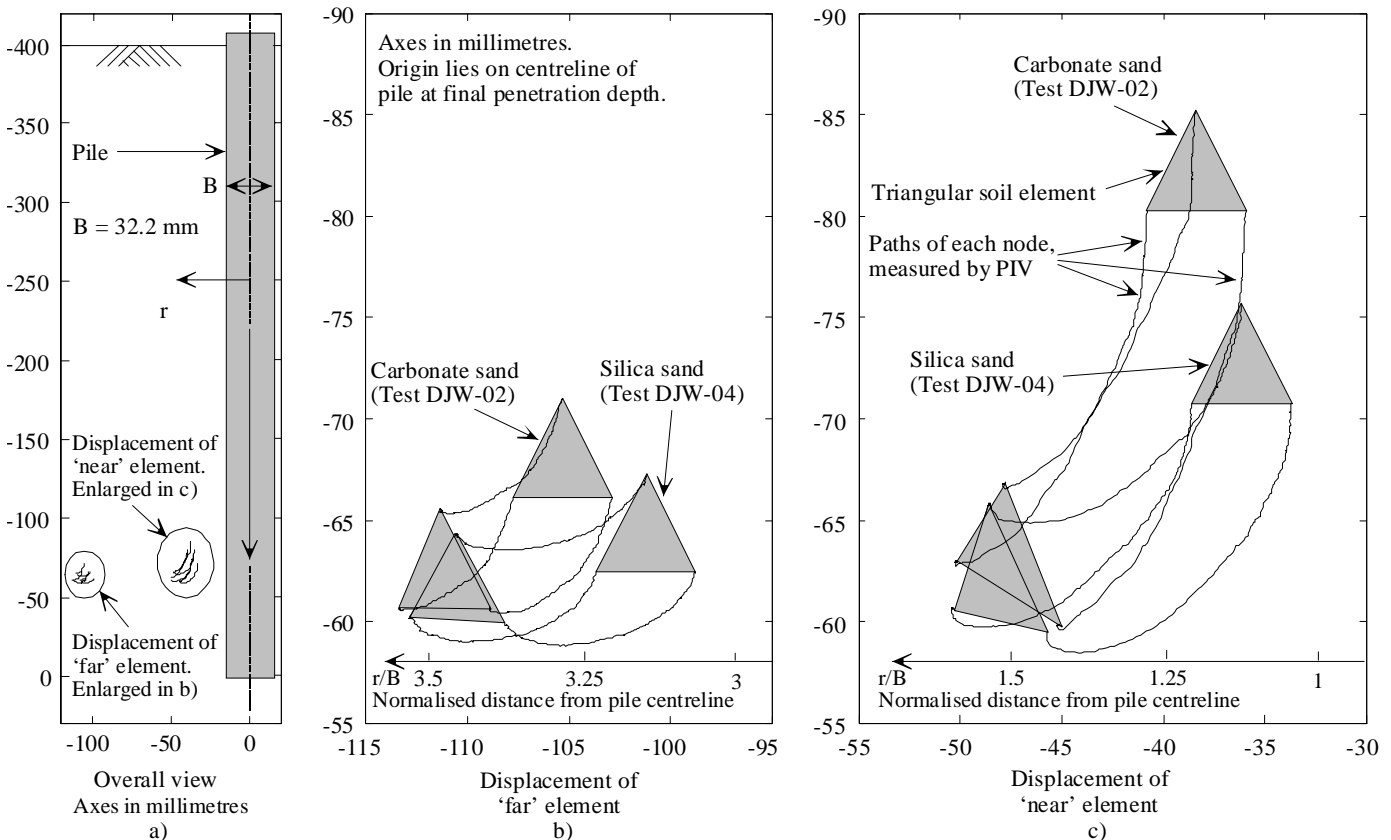 -400
-350
-300
-250
-200
-150
-100
-50
0
Pile
B
B = 32.2 mm
r
Displacement of
‘near’ element.
Enlarged in c)
Displacement of
‘far’ element.
Enlarged in b)
-100 -50 0
Overall view
Axes in millimetres
a)
-90
-85
-80
-75
-70
-65
-60
-55
Axes in millimetres.
Origin lies on centreline of
pile at final penetration depth.
Carbonate sand
(Test DJW-02)
Silica sand
(Test DJW-04)
r/B 3.5 3.25 3
Normalised distance from pile centreline
-115 -110 -105 -100 -95
Displacement of
‘far’ element
b)
-90
-85
-80
-75
-70
-65
-60
-55
Carbonate sand
(Test DJW-02)
Triangular soil element
Paths of each node,
measured by PIV
Silica sand
(Test DJW-04)
r/B 1.5 1.25 1
Normalised distance from pile centreline
-55 -50 -45 -40 -35 -30
Displacement of
‘near’ element
c)